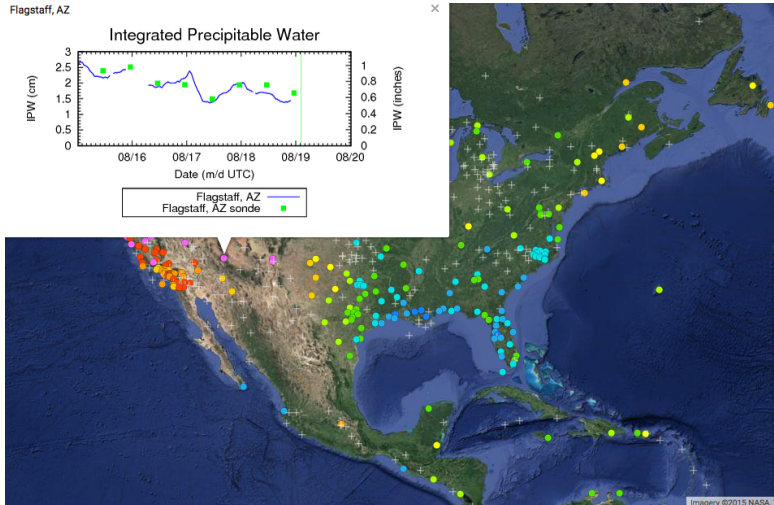 Flagstaff, AZ
×
Integrated Precipitable Water
IPW (cm)
3
2.5
2
1.5
1
0.5
0
IPW (inches)
1
0.8
0.6
0.4
0.2
0
08/16 08/17 08/18 08/19 08/20
Date (m/d UTC)
Flagstaff, AZ
Flagstaff, AZ sonde
Imagery ©2015 NASA,